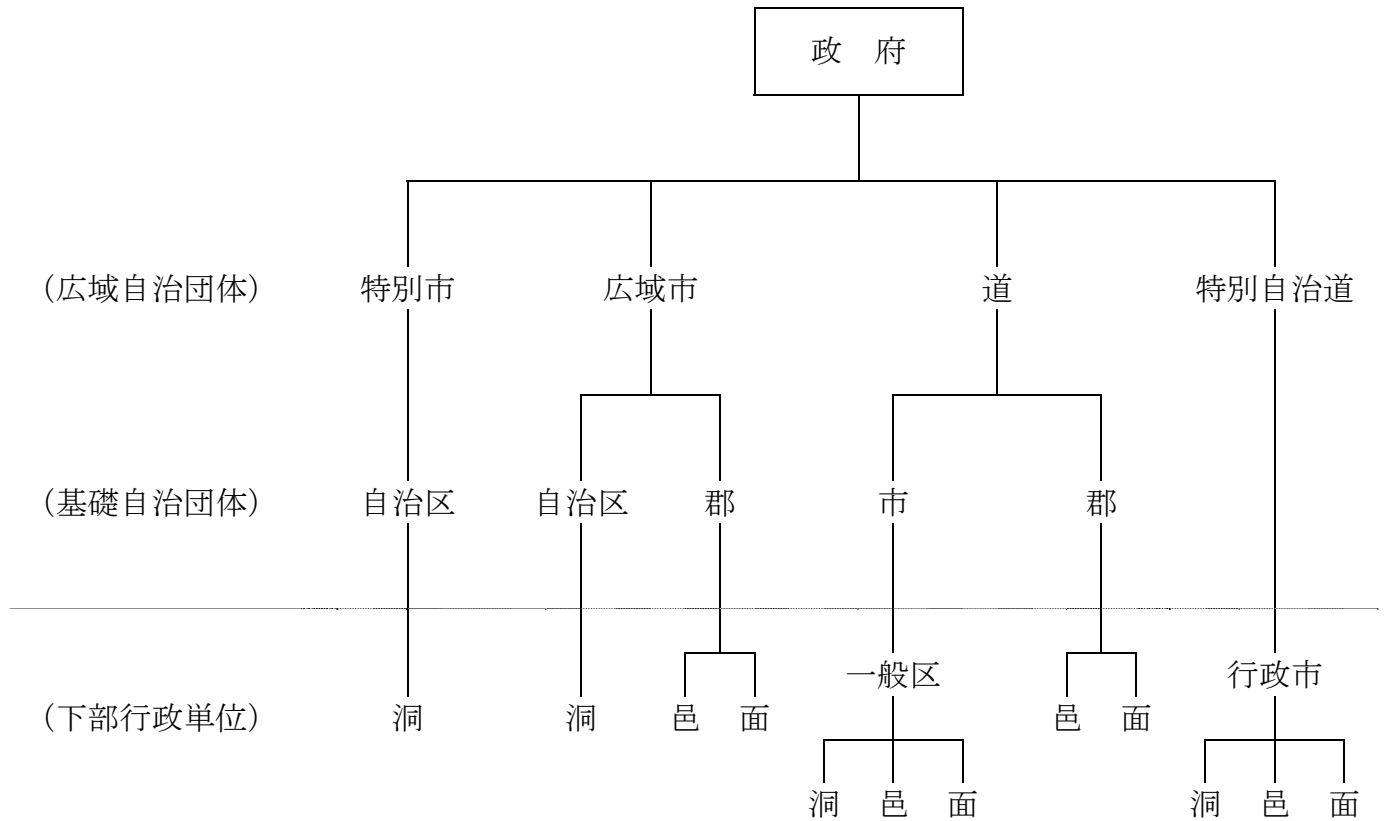 政　府
（広域自治団体）　特別市　広域市　道　特別自治道
（基礎自治団体）　自治区　自治区　郡　市　郡
一般区　行政市
（下部行政単位）　洞　洞　邑　面　邑　面
洞　邑　面　洞　邑　面